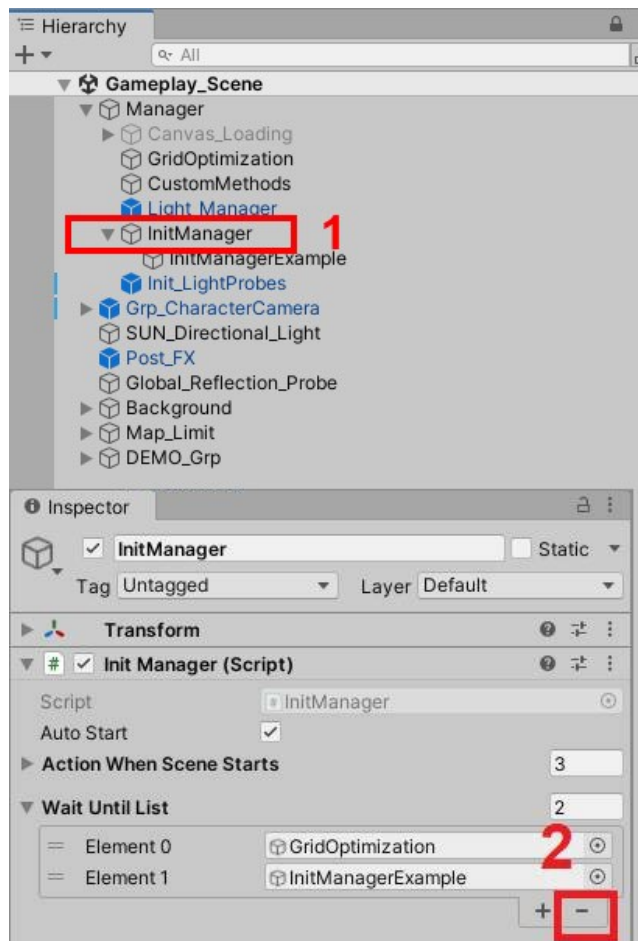 Hierarchy
All
Gameplay_Scene
Manager
Canvas_Loading
GridOptimization
CustomMethods
Light_Manager
InitManager 1
InitManagerExample
Init_LightProbes
Grp_CharacterCamera
SUN_Directional_Light
Post_FX
Global_Reflection_Probe
Background
Map_Limit
DEMO_Grp
Inspector
InitManager Static
Tag Untagged Layer Default
Transform
# Init Manager (Script)
Script # InitManager
Auto Start
Action When Scene Starts 3
Wait Until List 2
= Element 0 GridOptimization 2
= Element 1 InitManagerExample
+ -